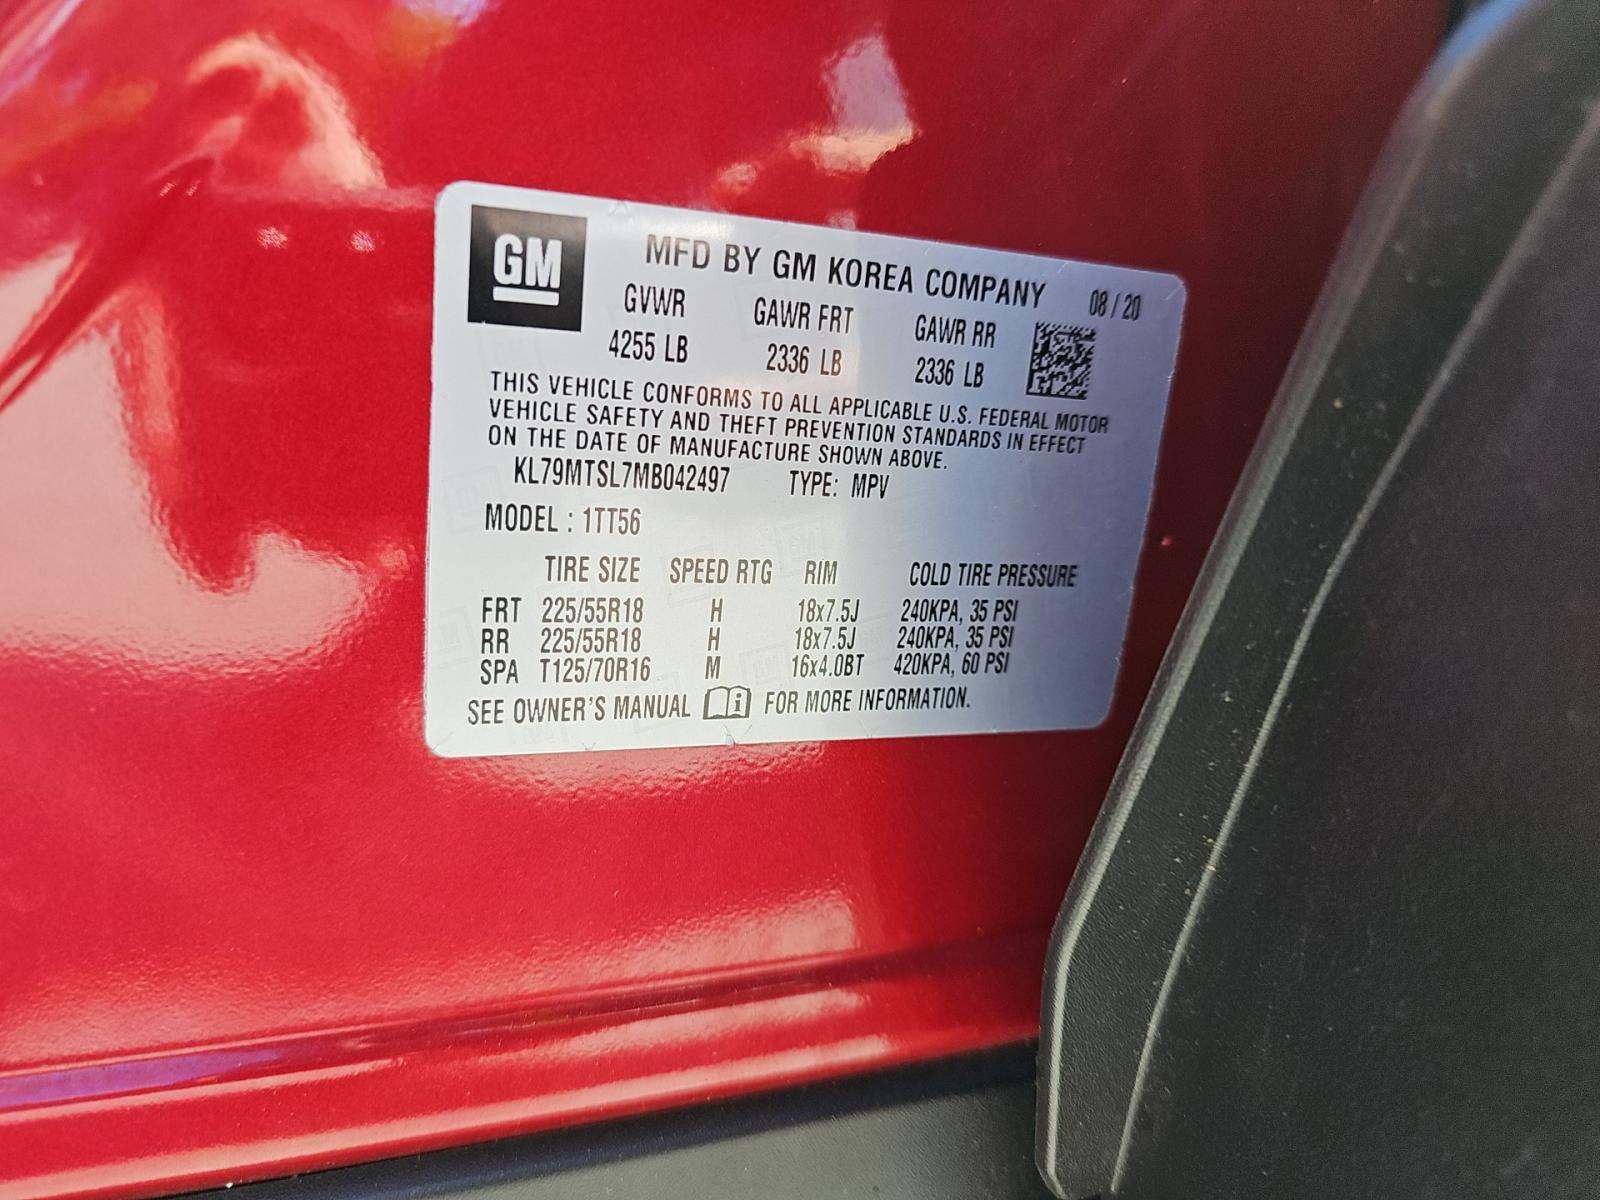 GM
MFD BY GM KOREA COMPANY 08 / 20
GVWR GAWR FRT GAWR RR
4255 LB 2336 LB 2336 LB
THIS VEHICLE CONFORMS TO ALL APPLICABLE U.S. FEDERAL MOTOR
VEHICLE SAFETY AND THEFT PREVENTION STANDARDS IN EFFECT
ON THE DATE OF MANUFACTURE SHOWN ABOVE.
KL79MTSL7MB042497 TYPE: MPV
MODEL : 1TT56
TIRE SIZE SPEED RTG RIM COLD TIRE PRESSURE
FRT 225/55R18 H 18x7.5J 240KPA, 35 PSI
RR 225/55R18 H 18x7.5J 240KPA, 35 PSI
SPA T125/70R16 M 16x4.0BT 420KPA, 60 PSI
SEE OWNER'S MANUAL i FOR MORE INFORMATION.